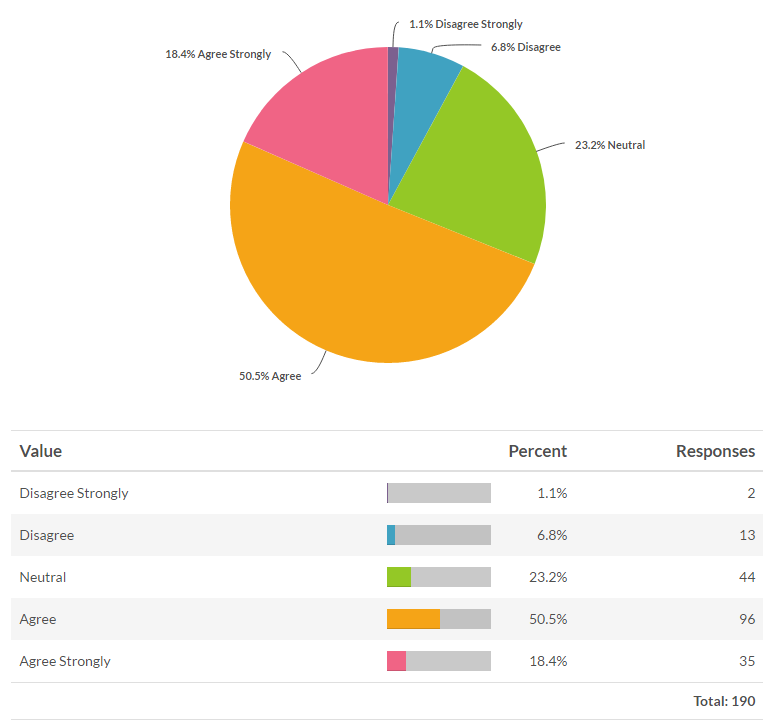 1.1% Disagree Strongly
6.8% Disagree
18.4% Agree Strongly
23.2% Neutral
50.5% Agree
Value Percent Responses
Disagree Strongly 1.1% 2
Disagree 6.8% 13
Neutral 23.2% 44
Agree 50.5% 96
Agree Strongly 18.4% 35
Total: 190